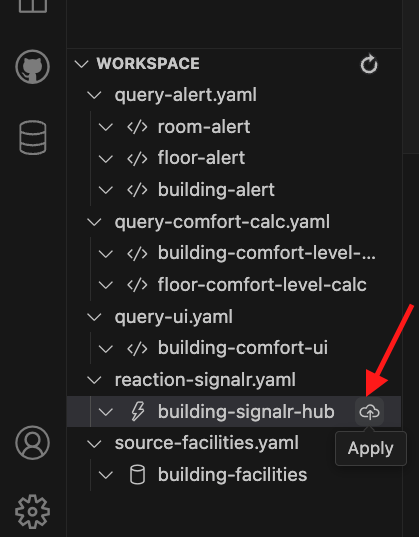 WORKSPACE
query-alert.yaml
room-alert
floor-alert
building-alert
query-comfort-calc.yaml
building-comfort-level-...
floor-comfort-level-calc
query-ui.yaml
building-comfort-ui
reaction-signalr.yaml
building-signalr-hub
source-facilities.yaml
Apply
building-facilities